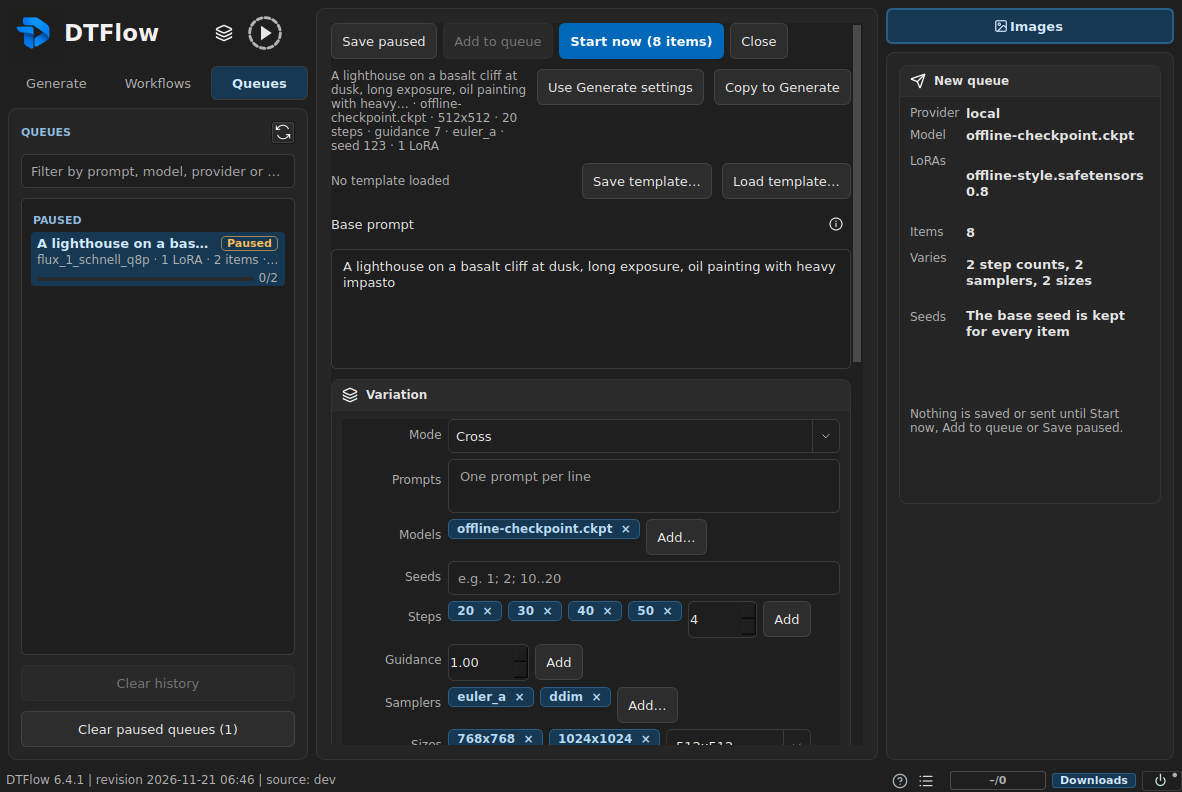 DTFlow
Generate
Workflows
Queues
QUEUES
Filter by prompt, model, provider or ...
PAUSED
A lighthouse on a bas... Paused
flux_1_schnell_q8p · 1 LoRA · 2 items ·...
0/2
Clear history
Clear paused queues (1)
Save paused
Add to queue
Start now (8 items)
Close
A lighthouse on a basalt cliff at
dusk, long exposure, oil painting
with heavy… · offline-
checkpoint.ckpt · 512x512 · 20
steps · guidance 7 · euler_a ·
seed 123 · 1 LoRA
Use Generate settings
Copy to Generate
No template loaded
Save template...
Load template...
Base prompt
A lighthouse on a basalt cliff at dusk, long exposure, oil painting with heavy
impasto
Variation
Mode Cross
Prompts One prompt per line
Models offline-checkpoint.ckpt × Add...
Seeds e.g. 1; 2; 10..20
Steps 20 × 30 × 40 × 50 × 4 Add
Guidance 1.00 Add
Samplers euler_a × ddim × Add...
Sizes 768x768 × 1024x1024 × 512x512
Images
New queue
Provider local
Model offline-checkpoint.ckpt
LoRAs
offline-style.safetensors
0.8
Items 8
Varies
2 step counts, 2
samplers, 2 sizes
Seeds The base seed is kept
for every item
Nothing is saved or sent until Start
now, Add to queue or Save paused.
DTFlow 6.4.1 | revision 2026-11-21 06:46 | source: dev
–/0
Downloads